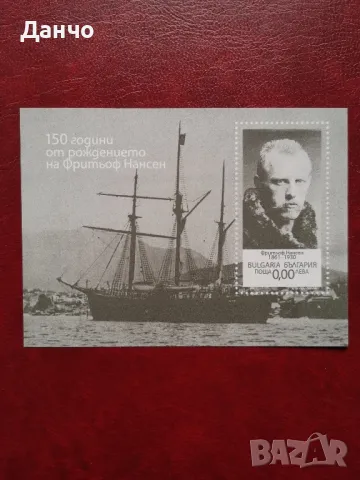 Данчо
150 години
от рождението
на Фритьоф Нансен
Фритьоф Нансен
1861-1930
BULGARIA БЪЛГАРИЯ
ПОЩА 0,00 ЛЕВА
BAZAR